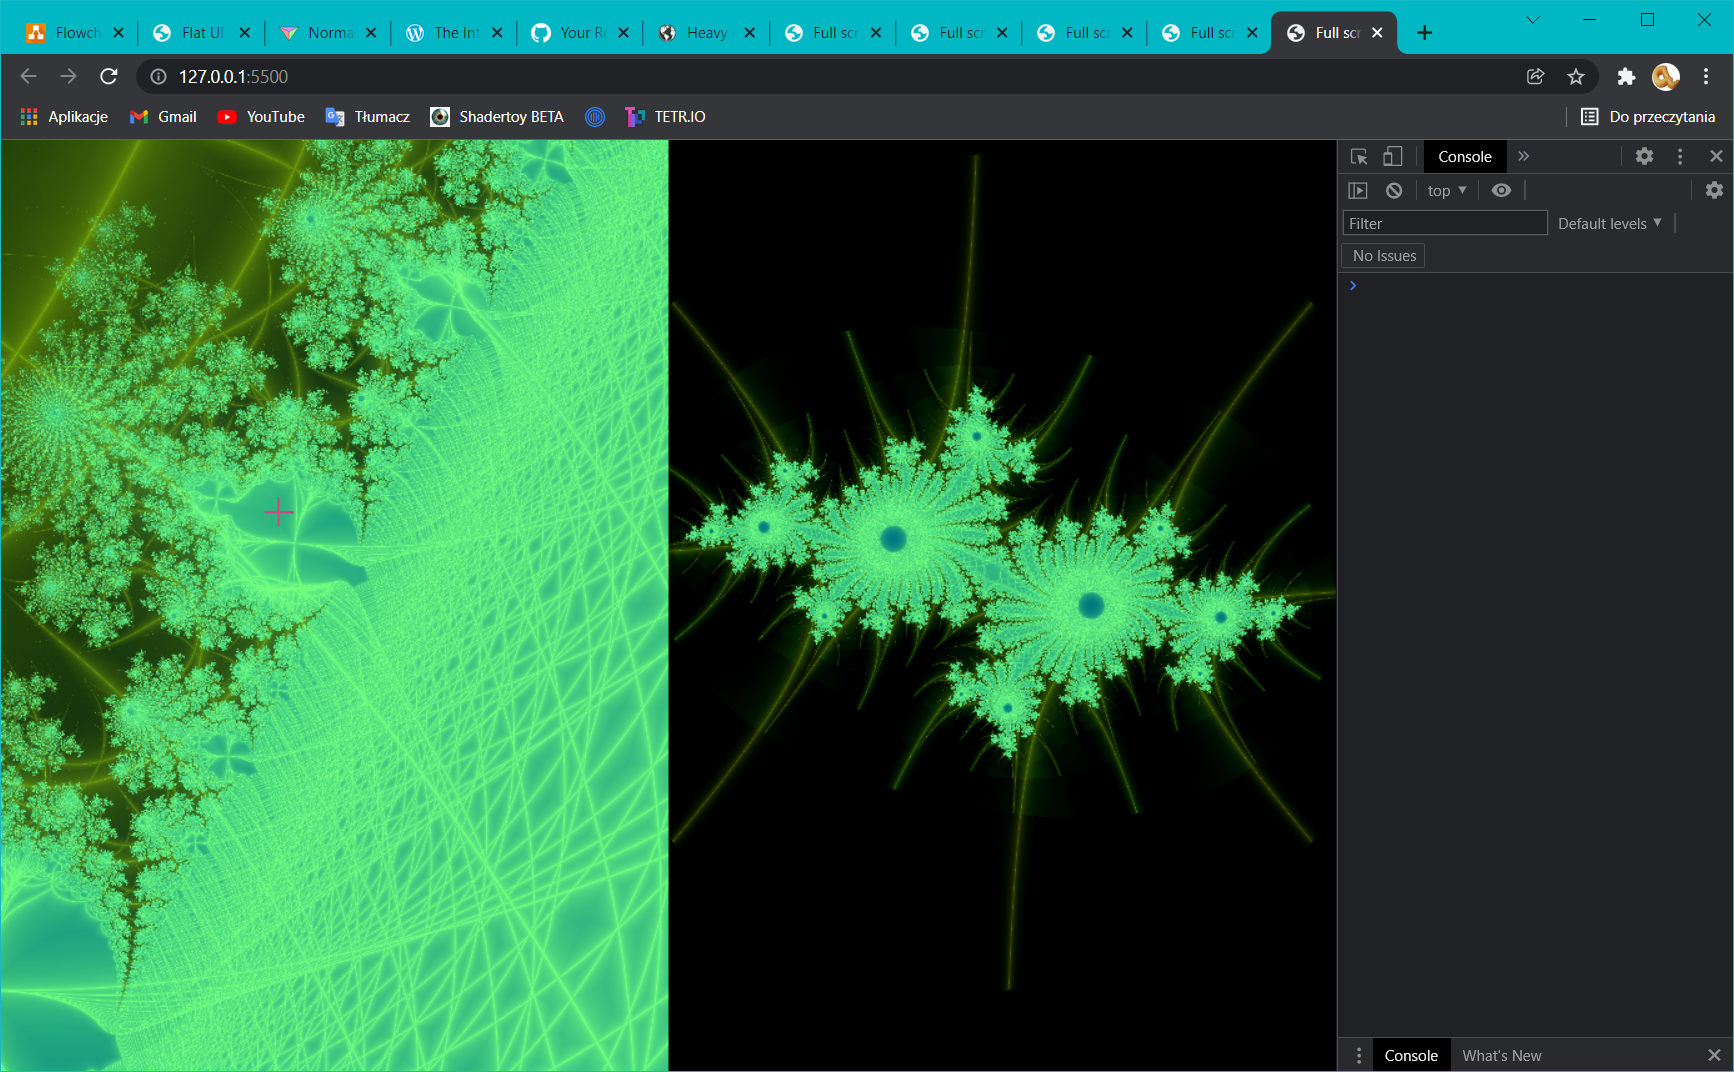 Flowch Flat UI Norma The Int Your Re Heavy Full scr Full scr Full scr Full scr Full scr
127.0.0.1:5500
Aplikacje Gmail YouTube Tłumacz Shadertoy BETA TETR.IO Do przeczytania
Console
top
Filter Default levels
No Issues
Console What's New